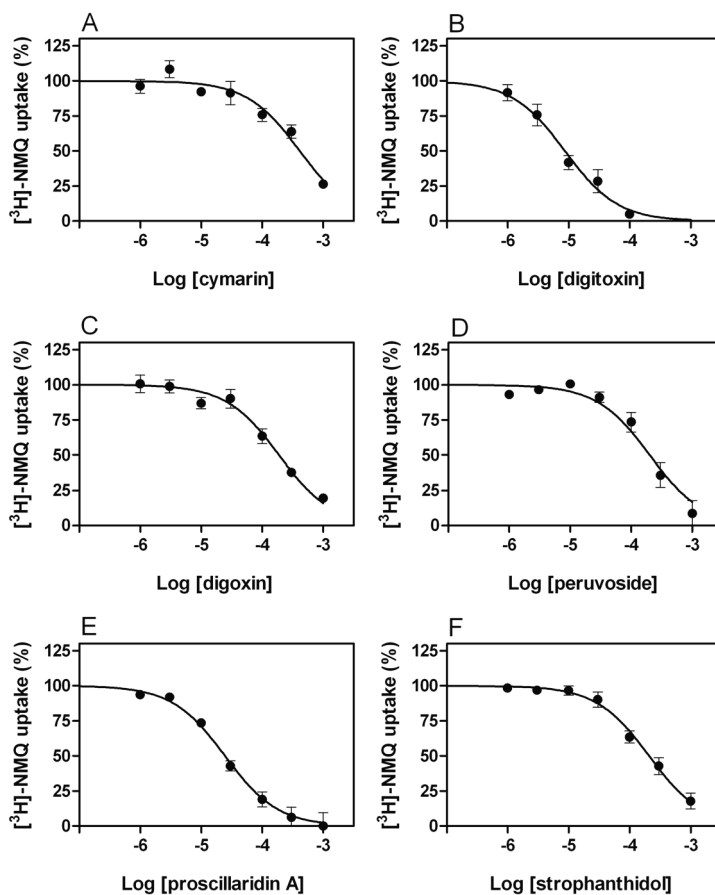 A
[³H]-NMQ uptake (%)
125
100
75
50
25
0
-6 -5 -4 -3
Log [cymarin]
B
[³H]-NMQ uptake (%)
125
100
75
50
25
0
-6 -5 -4 -3
Log [digitoxin]
C
[³H]-NMQ uptake (%)
125
100
75
50
25
0
-6 -5 -4 -3
Log [digoxin]
D
[³H]-NMQ uptake (%)
125
100
75
50
25
0
-6 -5 -4 -3
Log [peruvoside]
E
[³H]-NMQ uptake (%)
125
100
75
50
25
0
-6 -5 -4 -3
Log [proscillaridin A]
F
[³H]-NMQ uptake (%)
125
100
75
50
25
0
-6 -5 -4 -3
Log [strophanthidol]